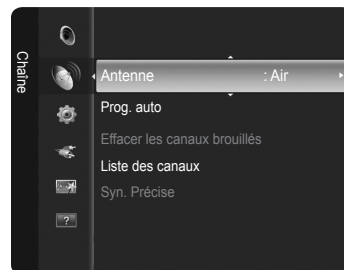 Chaîne
Antenne : Air
Prog. auto
Effacer les canaux brouillés
Liste des canaux
Syn. Précise
?